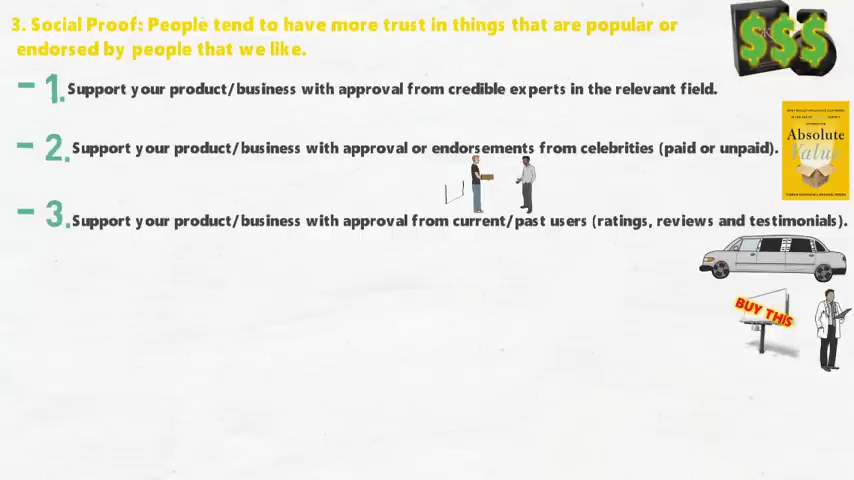 3. Social Proof: People tend to have more trust in things that are popular or
endorsed by people that we like.
- 1. Support your product/business with approval from credible experts in the relevant field.
- 2. Support your product/business with approval or endorsements from celebrities (paid or unpaid).
- 3. Support your product/business with approval from current/past users (ratings, reviews and testimonials).
$$$
Absolute
Value
BUY THIS